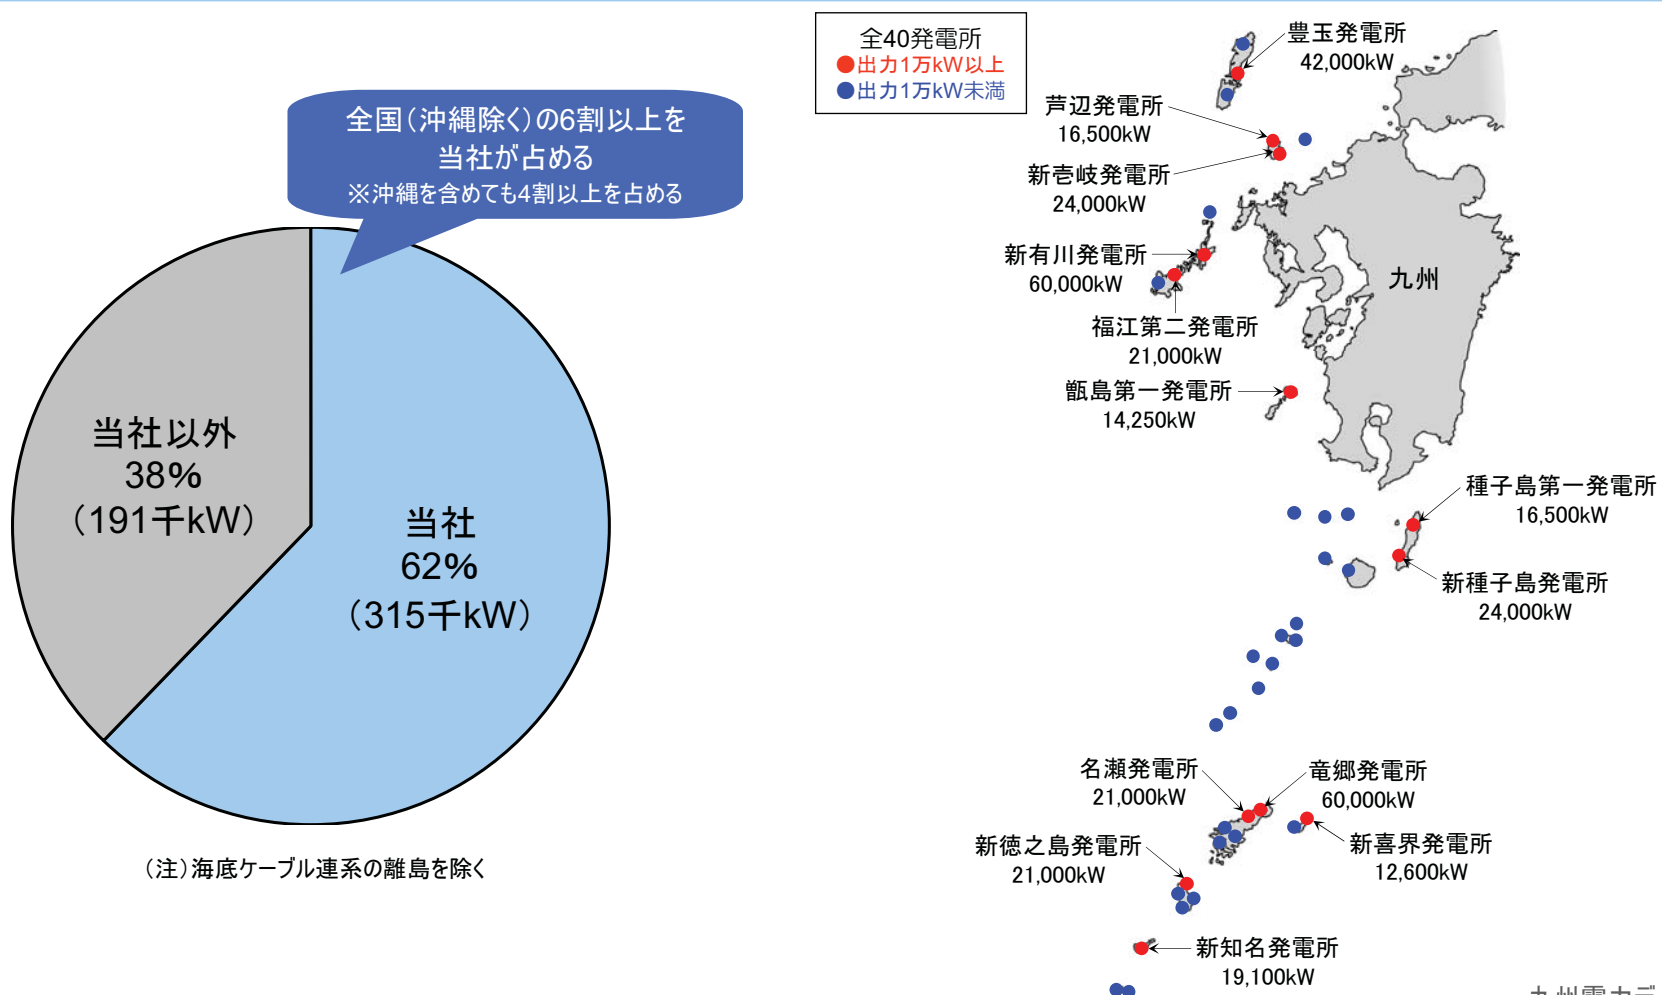 全国（沖縄除く）の6割以上を
当社が占める
※沖縄を含めても4割以上を占める
当社以外
38%
（191千kW）
当社
62%
（315千kW）
（注）海底ケーブル連系の離島を除く
全40発電所
●出力1万kW以上
●出力1万kW未満
豊玉発電所
42,000kW
芦辺発電所
16,500kW
新壱岐発電所
24,000kW
新有川発電所
60,000kW
九州
福江第二発電所
21,000kW
甑島第一発電所
14,250kW
種子島第一発電所
16,500kW
新種子島発電所
24,000kW
名瀬発電所
21,000kW
竜郷発電所
60,000kW
新徳之島発電所
21,000kW
新喜界発電所
12,600kW
新知名発電所
19,100kW